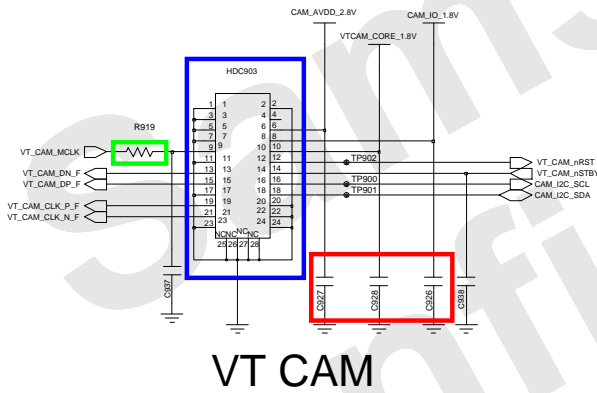 CAM_AVDD_2.8V
CAM_IO_1.8V
VTCAM_CORE_1.8V
HDC903
R919
VT_CAM_MCLK
VT_CAM_DN_F
VT_CAM_DP_F
VT_CAM_CLK_P_F
VT_CAM_CLK_N_F
1 1 2 2
3 3 4 4
5 5 6 6
7 7 8 8
9 9 10 10
11 11 12 12
13 13 14 14
15 15 16 16
17 17 18 18
19 19 20 20
21 21 22 22
23 23 24 24
NC NC NC NC
25 26 27 28
TP902
TP900
TP901
VT_CAM_nRST
VT_CAM_nSTBY
CAM_I2C_SCL
CAM_I2C_SDA
C937
C927
C928
C926
C938
VT CAM